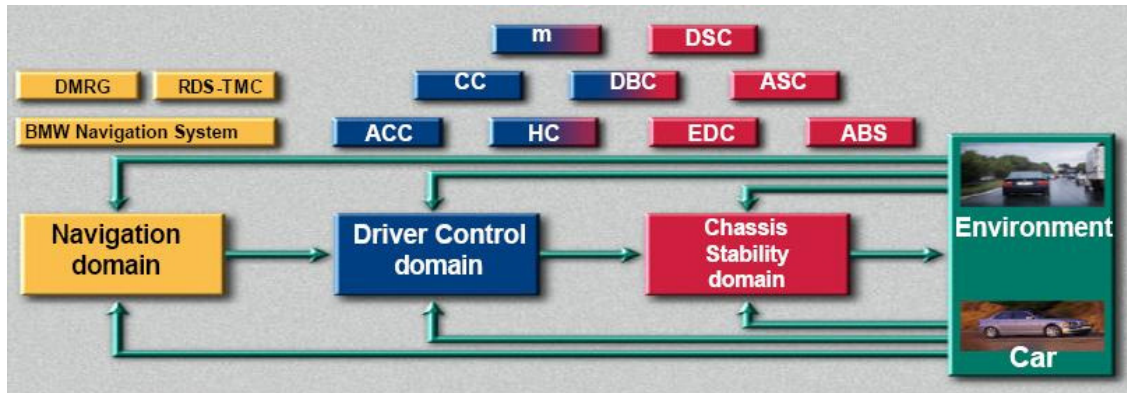 m
DSC
CC
DBC
ASC
DMRG
RDS-TMC
BMW Navigation System
ACC
HC
EDC
ABS
Navigation
domain
Driver Control
domain
Chassis
Stability
domain
Environment
Car